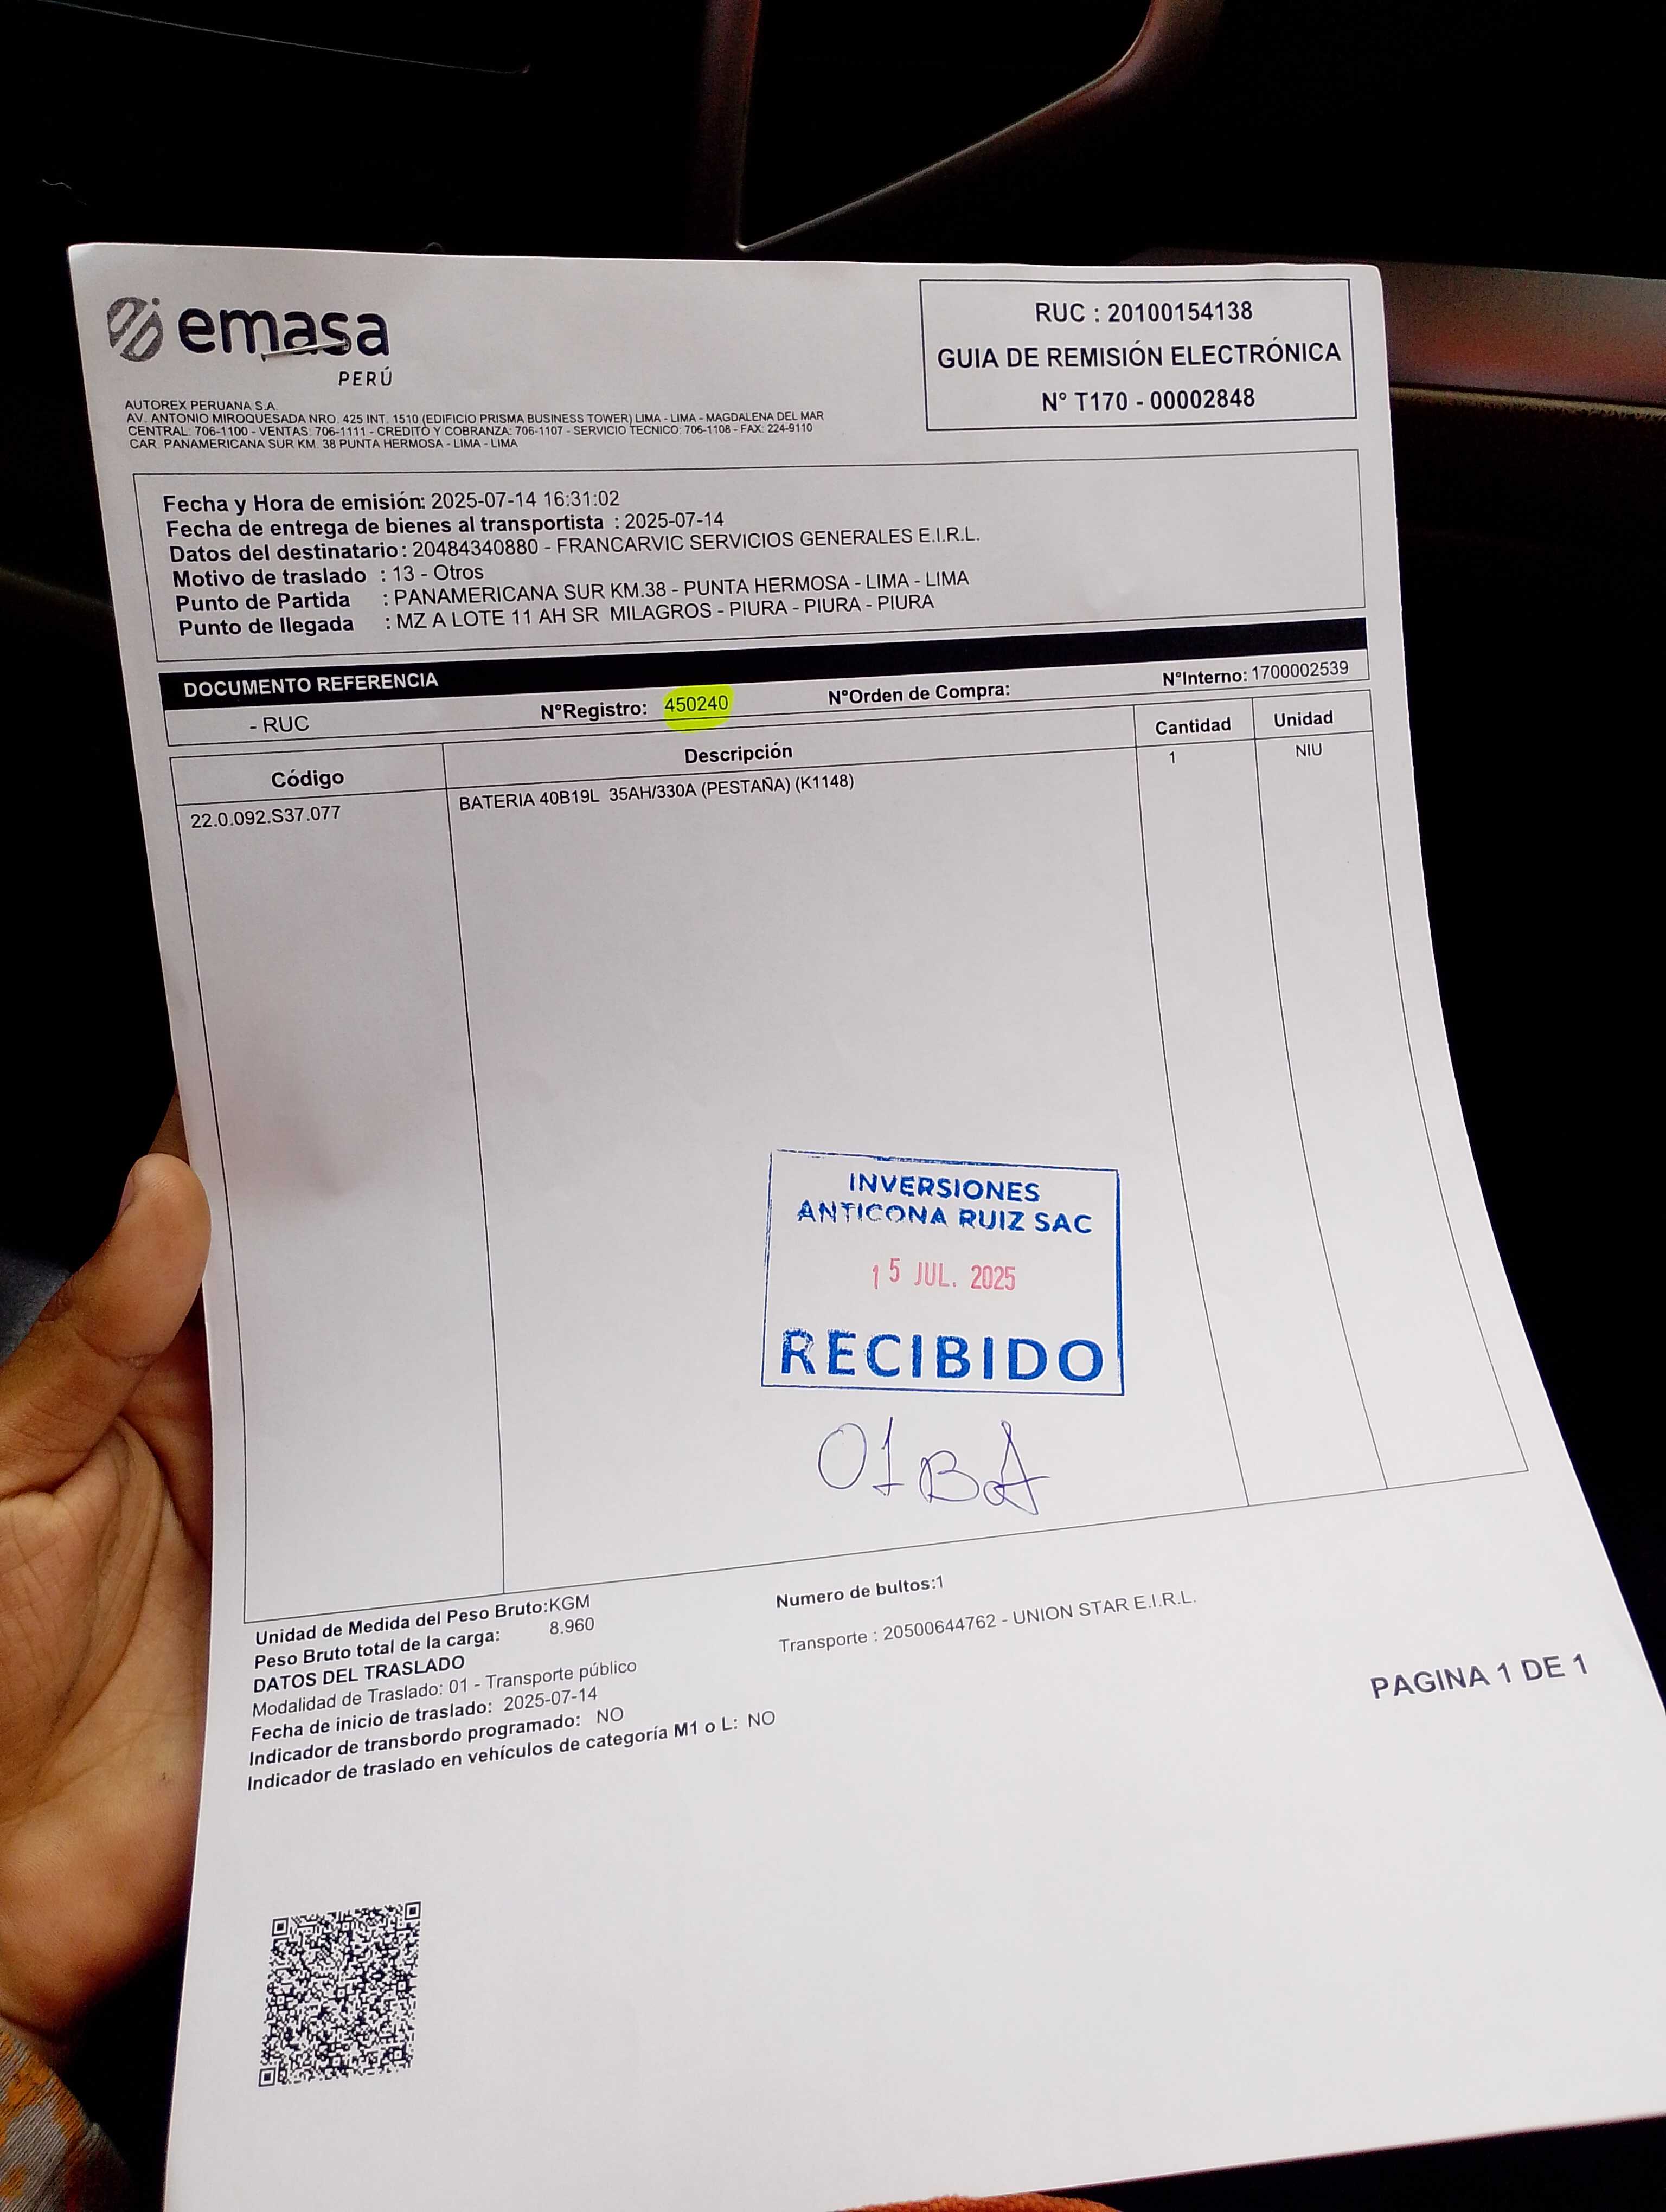 emasa
PERÚ
RUC : 20100154138
GUIA DE REMISIÓN ELECTRÓNICA
N° T170 - 00002848
AUTOREX PERUANA S.A.
AV. ANTONIO MIROQUESADA NRO. 425 INT. 1510 (EDIFICIO PRISMA BUSINESS TOWER) LIMA - LIMA - MAGDALENA DEL MAR
CENTRAL: 706-1100 - VENTAS: 706-1111 - CREDITO Y COBRANZA: 706-1107 - SERVICIO TECNICO: 706-1108 - FAX: 224-9110
CAR. PANAMERICANA SUR KM. 38 PUNTA HERMOSA - LIMA - LIMA
Fecha y Hora de emisión: 2025-07-14 16:31:02
Fecha de entrega de bienes al transportista : 2025-07-14
Datos del destinatario : 20484340880 - FRANCARVIC SERVICIOS GENERALES E.I.R.L.
Motivo de traslado : 13 - Otros
Punto de Partida : PANAMERICANA SUR KM.38 - PUNTA HERMOSA - LIMA - LIMA
Punto de llegada : MZ A LOTE 11 AH SR MILAGROS - PIURA - PIURA - PIURA
DOCUMENTO REFERENCIA
- RUC N°Registro: 450240 N°Orden de Compra: N°Interno: 1700002539
Código Descripción Cantidad Unidad
22.0.092.S37.077 BATERIA 40B19L 35AH/330A (PESTAÑA) (K1148) 1 NIU
INVERSIONES
ANTICONA RUIZ SAC
15 JUL. 2025
RECIBIDO
01 BA
Unidad de Medida del Peso Bruto:KGM Numero de bultos:1
Peso Bruto total de la carga: 8.960 Transporte : 20500644762 - UNION STAR E.I.R.L.
DATOS DEL TRASLADO
Modalidad de Traslado: 01 - Transporte público
Fecha de inicio de traslado: 2025-07-14
Indicador de transbordo programado: NO
Indicador de traslado en vehículos de categoría M1 o L: NO
PAGINA 1 DE 1